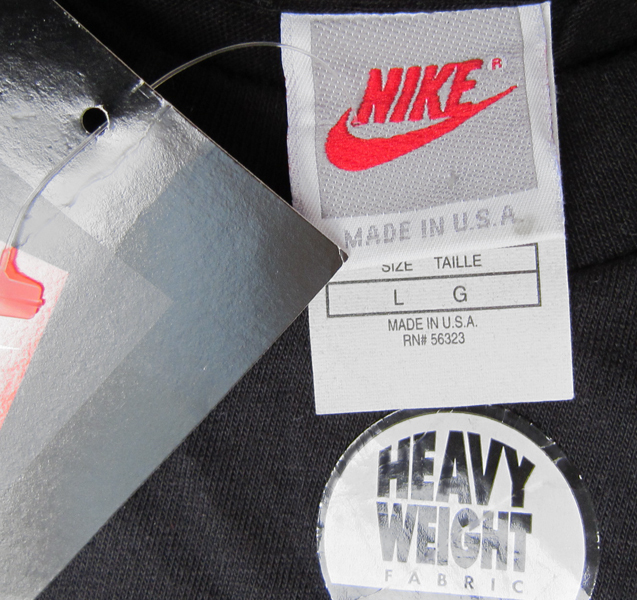 NIKE®
MADE IN U.S.A.
SIZE TAILLE
L G
MADE IN U.S.A.
RN# 56323
HEAVY
WEIGHT
FABRIC